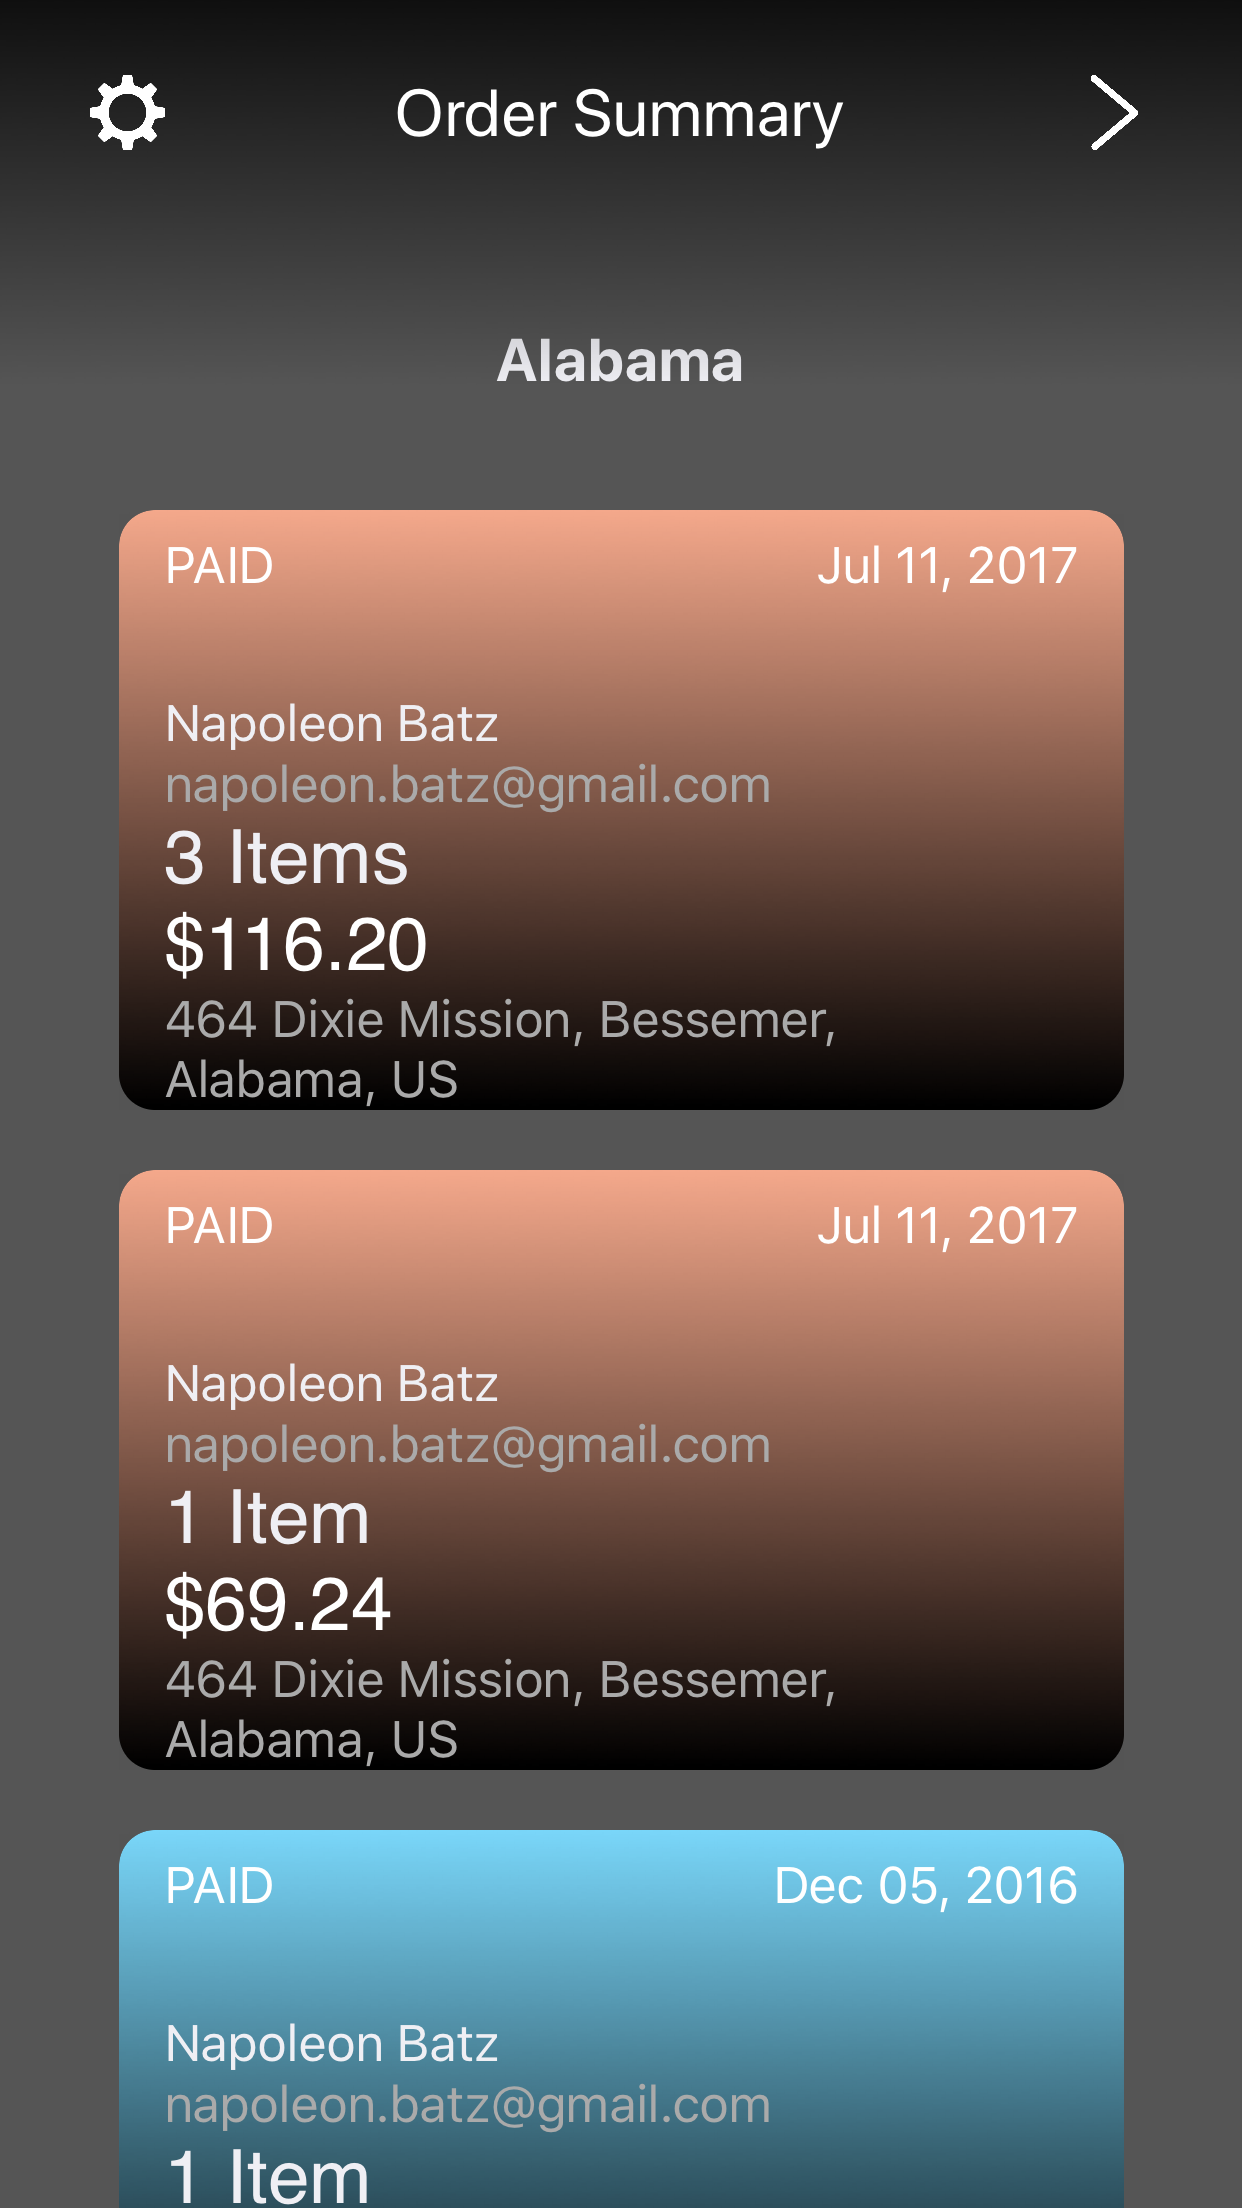 Order Summary
Alabama
PAID Jul 11, 2017
Napoleon Batz
napoleon.batz@gmail.com
3 Items
$116.20
464 Dixie Mission, Bessemer,
Alabama, US
PAID Jul 11, 2017
Napoleon Batz
napoleon.batz@gmail.com
1 Item
$69.24
464 Dixie Mission, Bessemer,
Alabama, US
PAID Dec 05, 2016
Napoleon Batz
napoleon.batz@gmail.com
1 Item